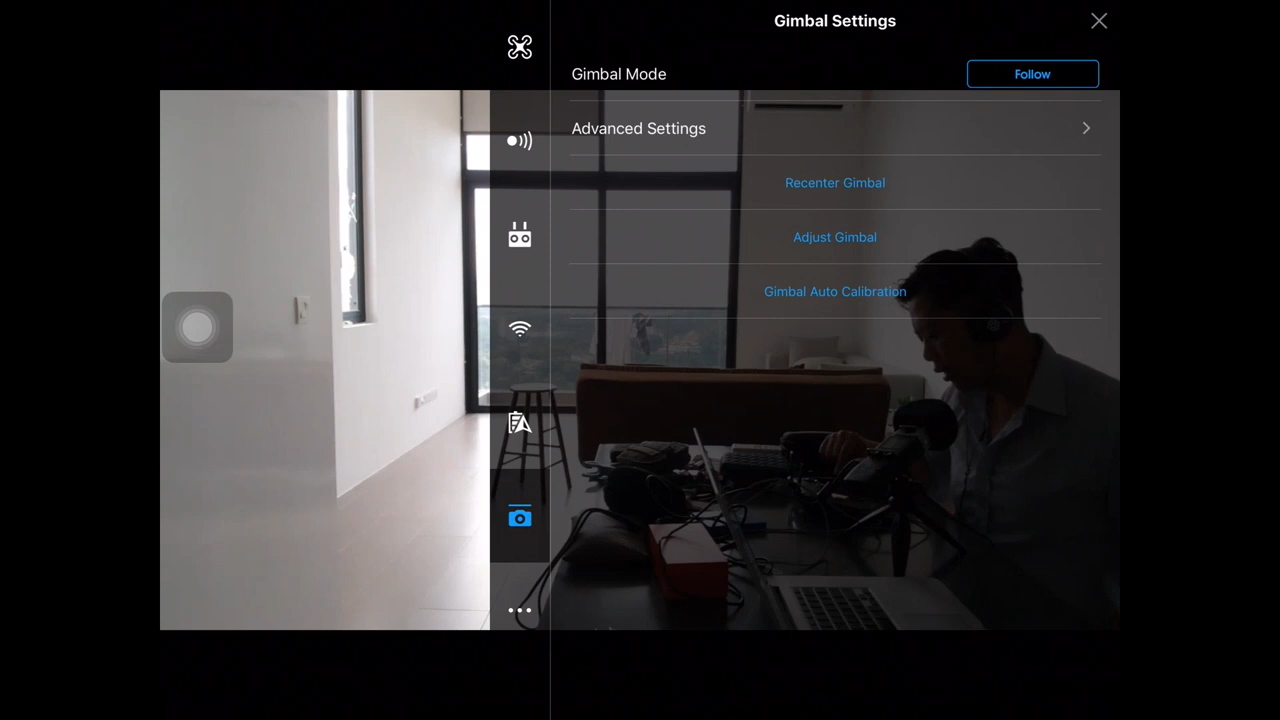 Gimbal Settings
Gimbal Mode
Follow
Advanced Settings
Recenter Gimbal
Adjust Gimbal
Gimbal Auto Calibration